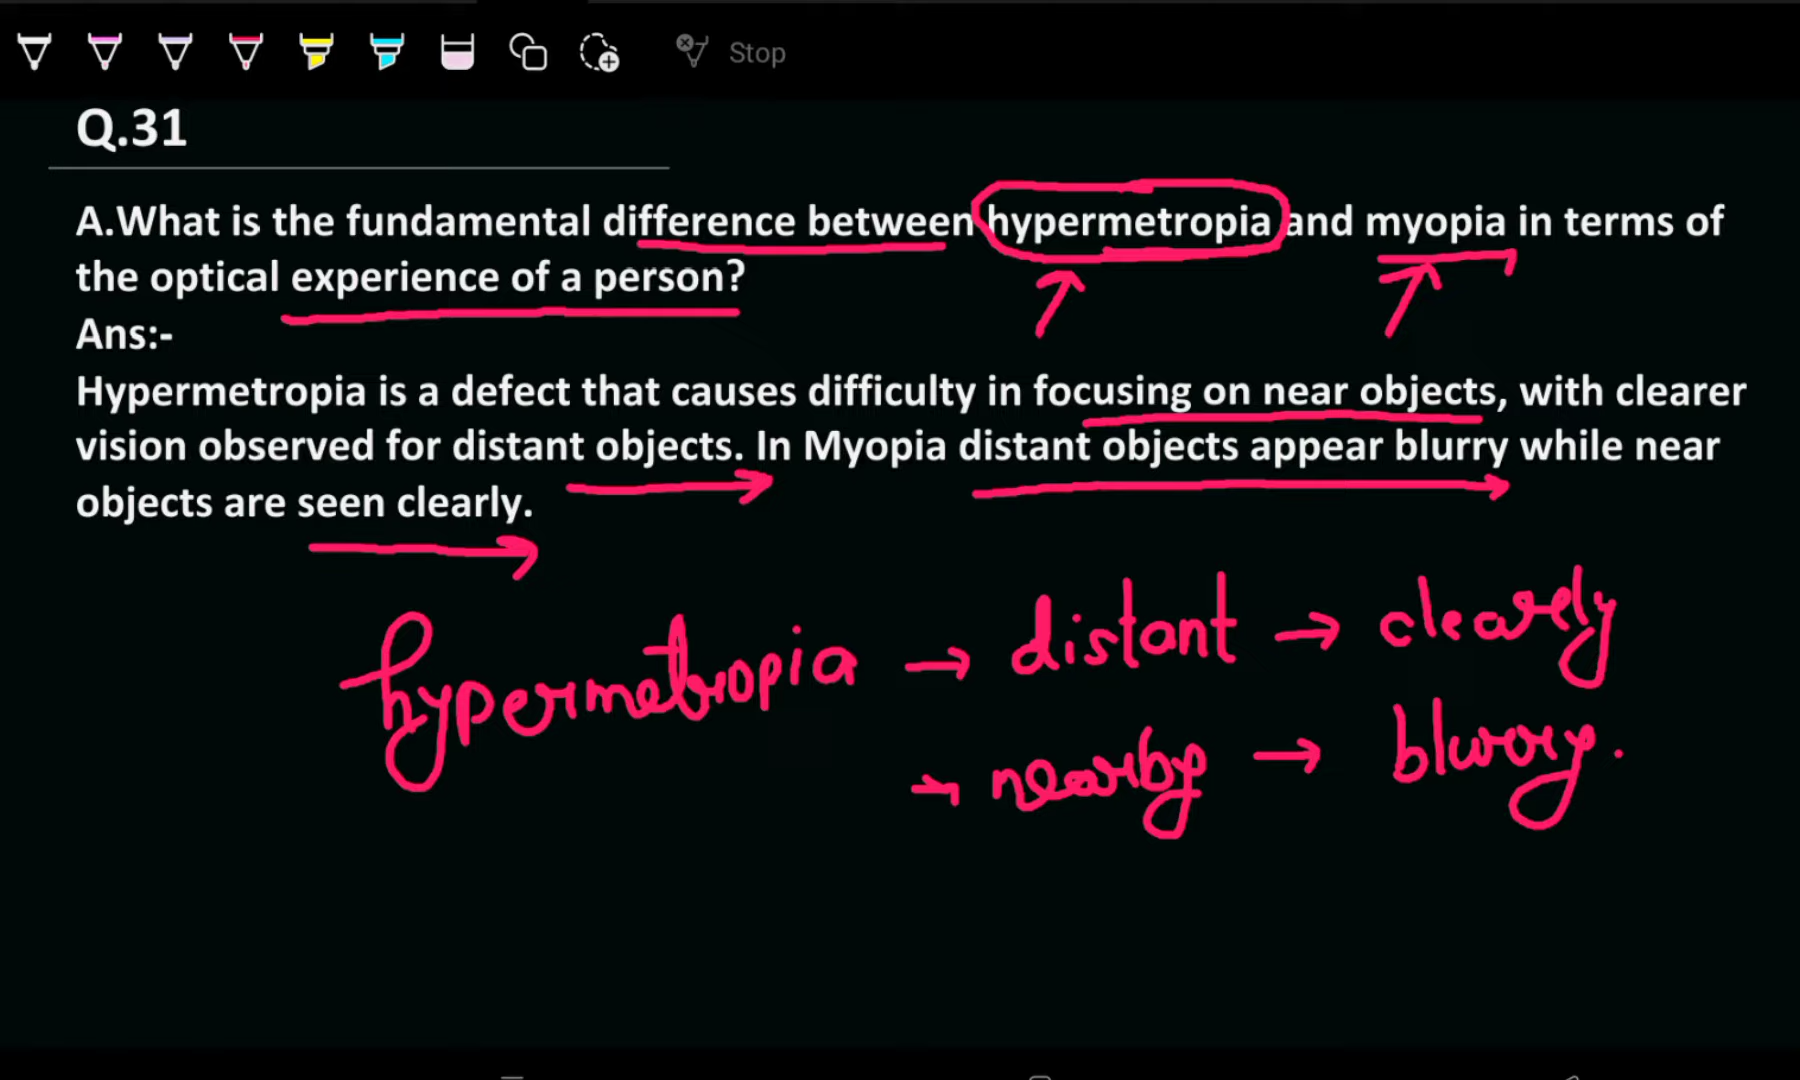 Stop
Q.31
A.What is the fundamental difference between hypermetropia and myopia in terms of
the optical experience of a person?
Ans:-
Hypermetropia is a defect that causes difficulty in focusing on near objects, with clearer
vision observed for distant objects. In Myopia distant objects appear blurry while near
objects are seen clearly.
hypermetropia → distant → clearly
→ nearby → blurry.